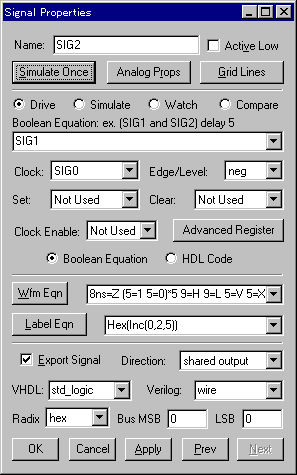 Signal Properties
Name: SIG2 Active Low
Simulate Once Analog Props Grid Lines
Drive Simulate Watch Compare
Boolean Equation: ex. (SIG1 and SIG2) delay 5
SIG1
Clock: SIG0 Edge/Level: neg
Set: Not Used Clear: Not Used
Clock Enable: Not Used Advanced Register
Boolean Equation HDL Code
Wfm Eqn 8ns=Z (5=1 5=0)*5 9=H 9=L 5=V 5=X
Label Eqn Hex(Inc(0,2,5))
Export Signal Direction: shared output
VHDL: std_logic Verilog: wire
Radix hex Bus MSB 0 LSB 0
OK Cancel Apply Prev Next